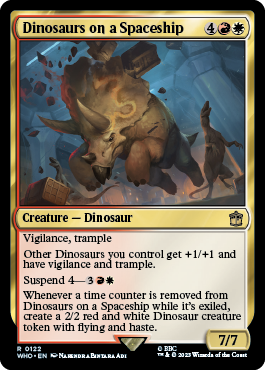 Dinosaurs on a Spaceship 4
Creature — Dinosaur
Vigilance, trample
Other Dinosaurs you control get +1/+1 and
have vigilance and trample.
Suspend 4—3
Whenever a time counter is removed from
Dinosaurs on a Spaceship while it's exiled,
create a 2/2 red and white Dinosaur creature
token with flying and haste.
7/7
R 0122
WHO • EN Nahendra Bintara Adi
© BBC
™ & © 2023 Wizards of the Coast